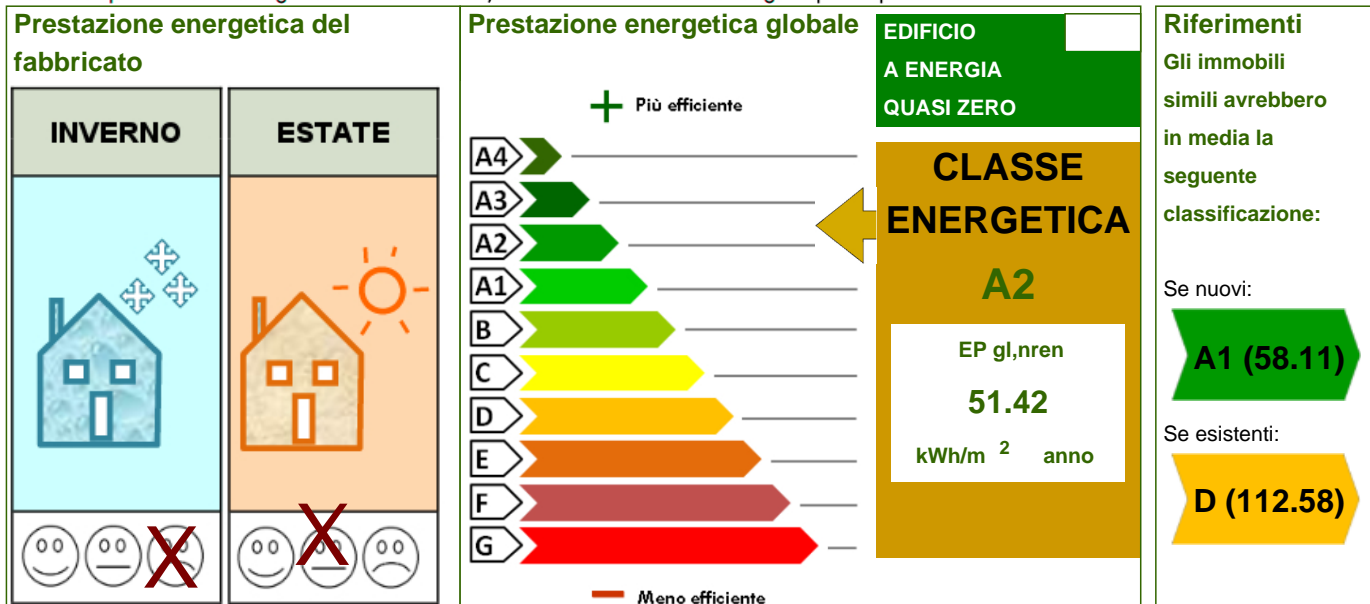 Prestazione energetica del
fabbricato
INVERNO
ESTATE
X
X
Prestazione energetica globale
Più efficiente
A4
A3
A2
A1
B
C
D
E
F
G
Meno efficiente
EDIFICIO
A ENERGIA
QUASI ZERO
CLASSE
ENERGETICA
A2
EP gl,nren
51.42
kWh/m 2 anno
Riferimenti
Gli immobili
simili avrebbero
in media la
seguente
classificazione:
Se nuovi:
A1 (58.11)
Se esistenti:
D (112.58)